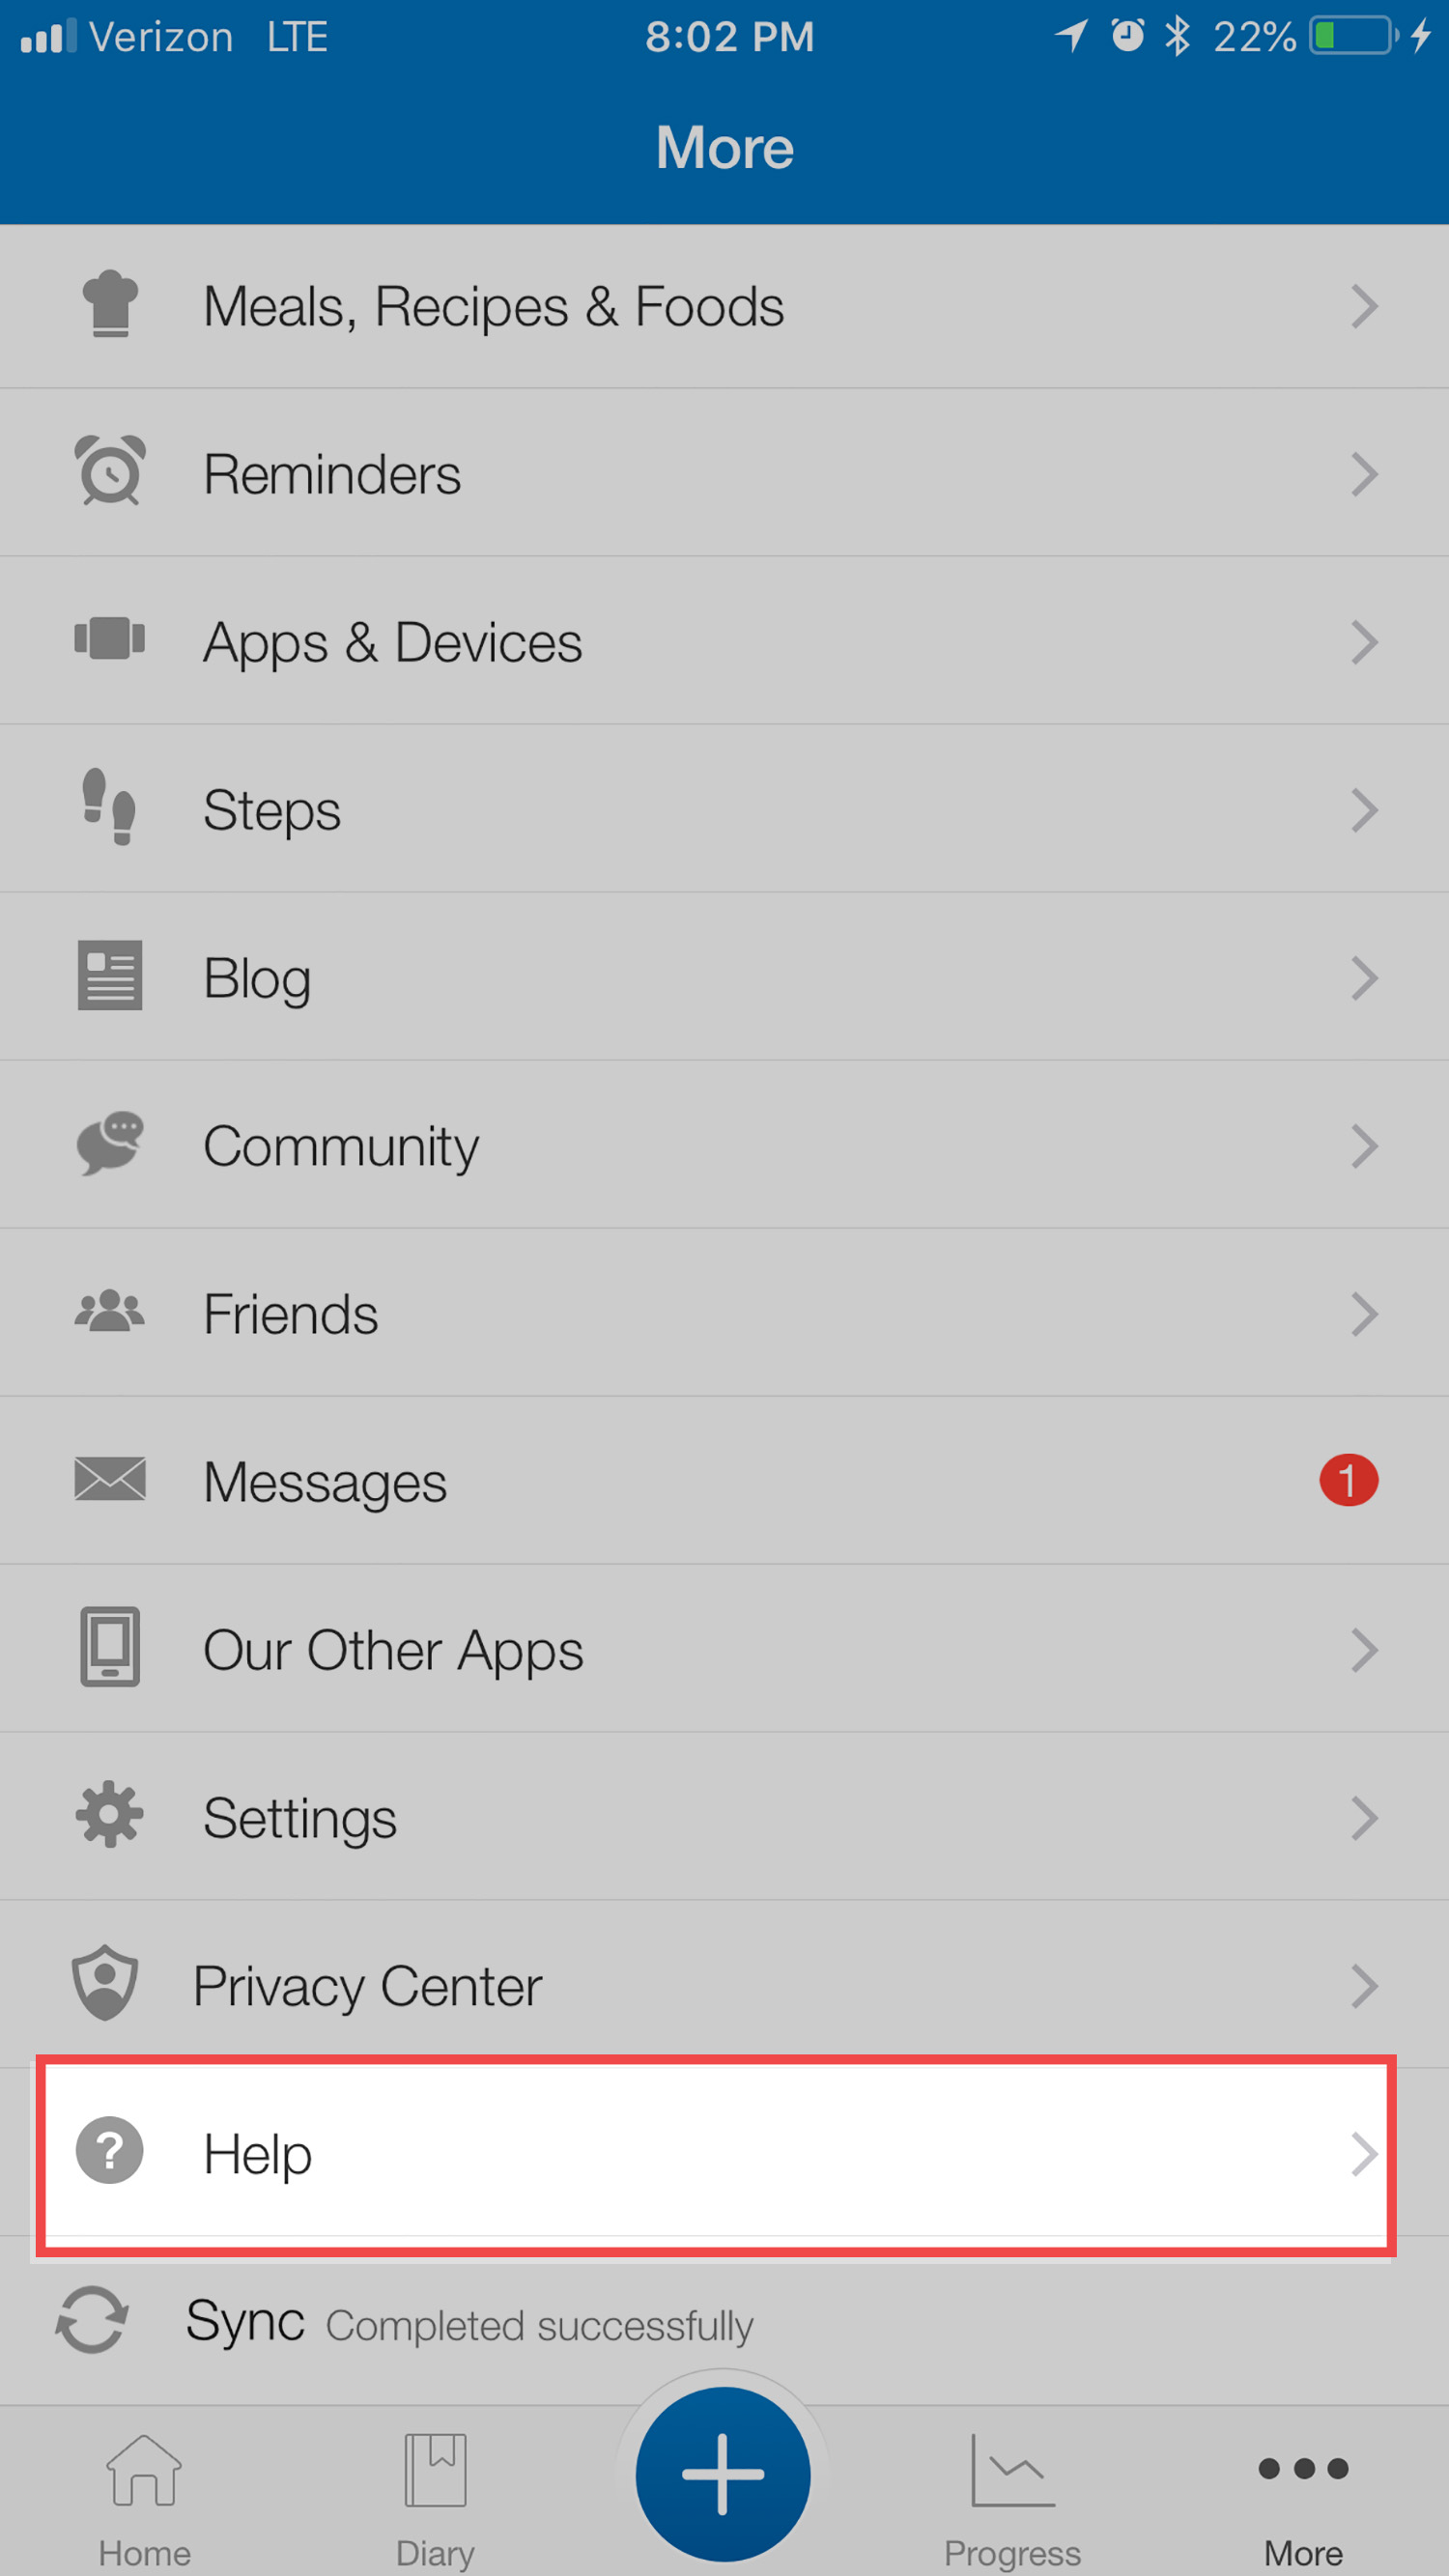 Verizon LTE 8:02 PM 22%
More
Meals, Recipes & Foods
Reminders
Apps & Devices
Steps
Blog
Community
Friends
Messages 1
Our Other Apps
Settings
Privacy Center
? Help
Sync Completed successfully
Home Diary Progress More